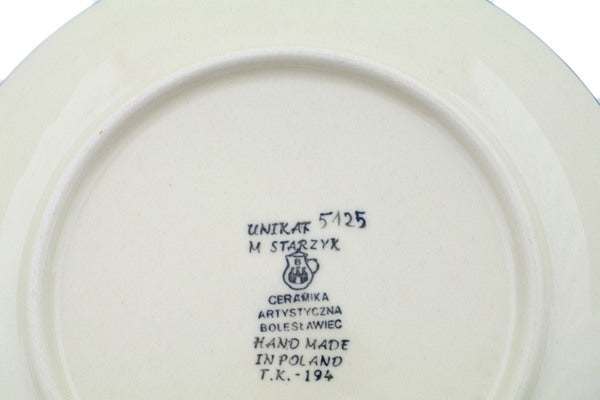 UNIKAT 5125
M STARZYK
B
CERAMIKA
ARTYSTYCZNA
BOLESŁAWIEC
HAND MADE
IN POLAND
T.K.-194